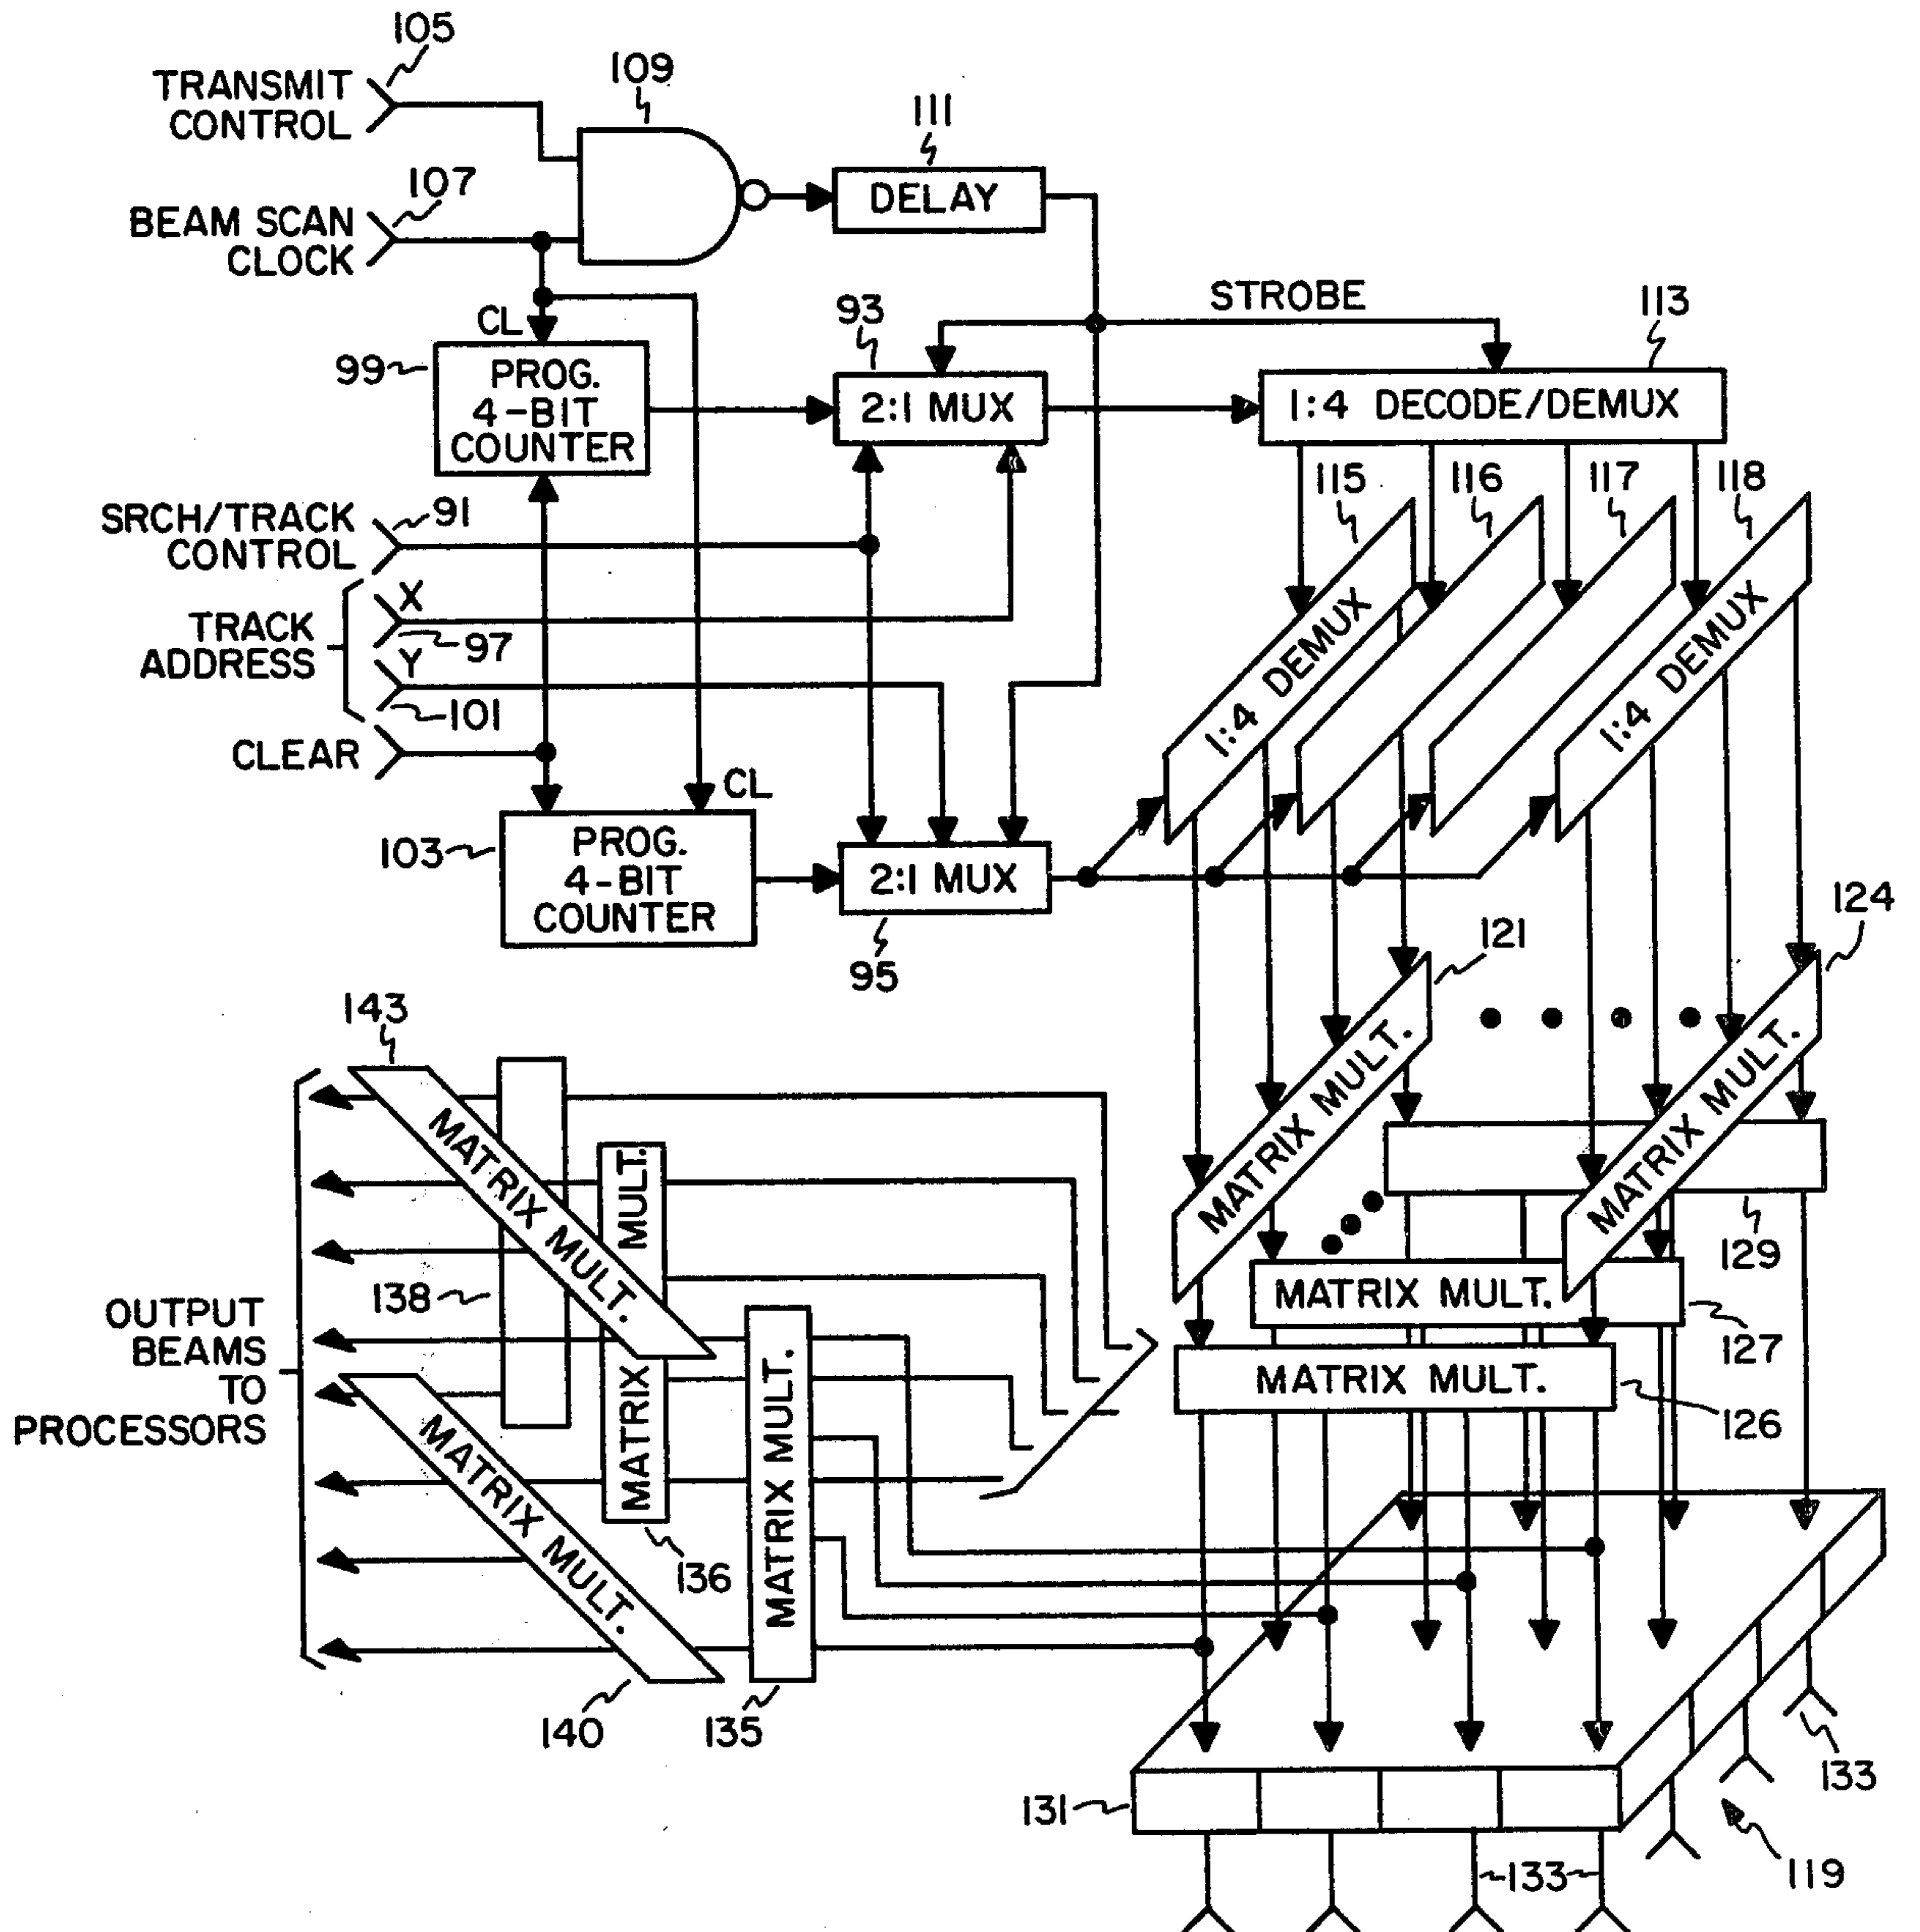 105
TRANSMIT
CONTROL
109
111
DELAY
107
BEAM SCAN
CLOCK
CL
93
STROBE
113
99
PROG.
4-BIT
COUNTER
2:1 MUX
1:4 DECODE/DEMUX
115
116
117
118
SRCH/TRACK
CONTROL
91
TRACK
ADDRESS
X
97
Y
101
CLEAR
1:4 DEMUX
1:4 DEMUX
CL
103
PROG.
4-BIT
COUNTER
2:1 MUX
95
121
124
143
MATRIX MULT.
MATRIX MULT.
MATRIX MULT.
MATRIX MULT.
138
129
MATRIX MULT.
127
OUTPUT
BEAMS
TO
PROCESSORS
MATRIX MULT.
126
MATRIX MULT.
MATRIX MULT.
136
140
135
131
133
133
119